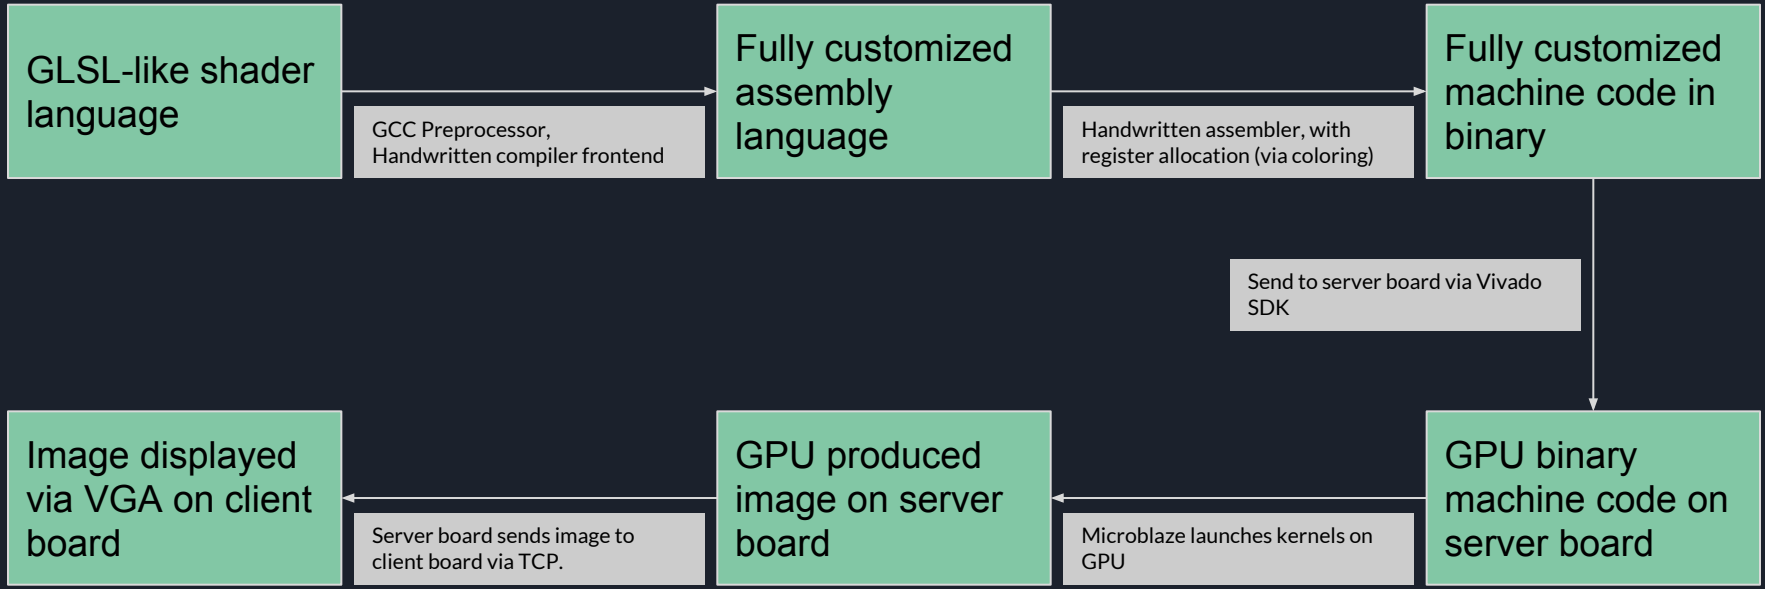 GLSL-like shader
language
GCC Preprocessor,
Handwritten compiler frontend
Fully customized
assembly
language
Handwritten assembler, with
register allocation (via coloring)
Fully customized
machine code in
binary
Send to server board via Vivado
SDK
GPU binary
machine code on
server board
Microblaze launches kernels on
GPU
GPU produced
image on server
board
Server board sends image to
client board via TCP.
Image displayed
via VGA on client
board